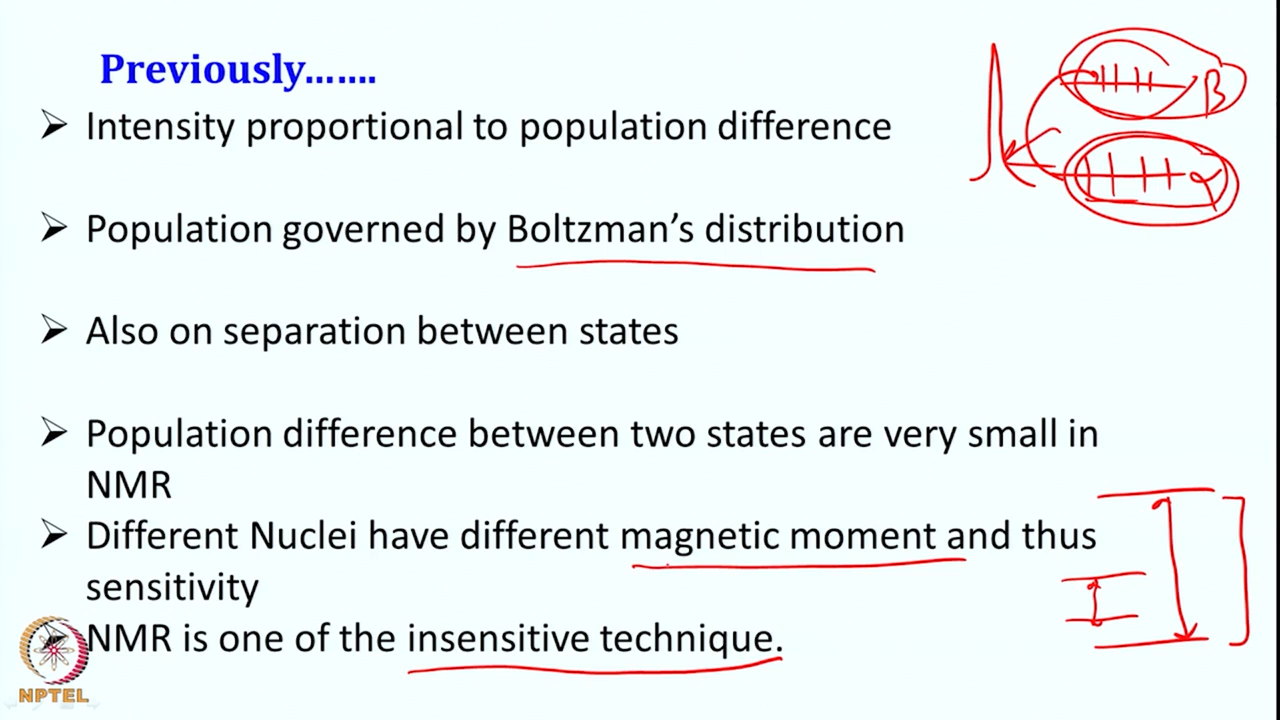 Previously.......
➢ Intensity proportional to population difference
➢ Population governed by Boltzman's distribution
➢ Also on separation between states
➢ Population difference between two states are very small in
NMR
➢ Different Nuclei have different magnetic moment and thus
sensitivity
NMR is one of the insensitive technique.
β
α
NPTEL